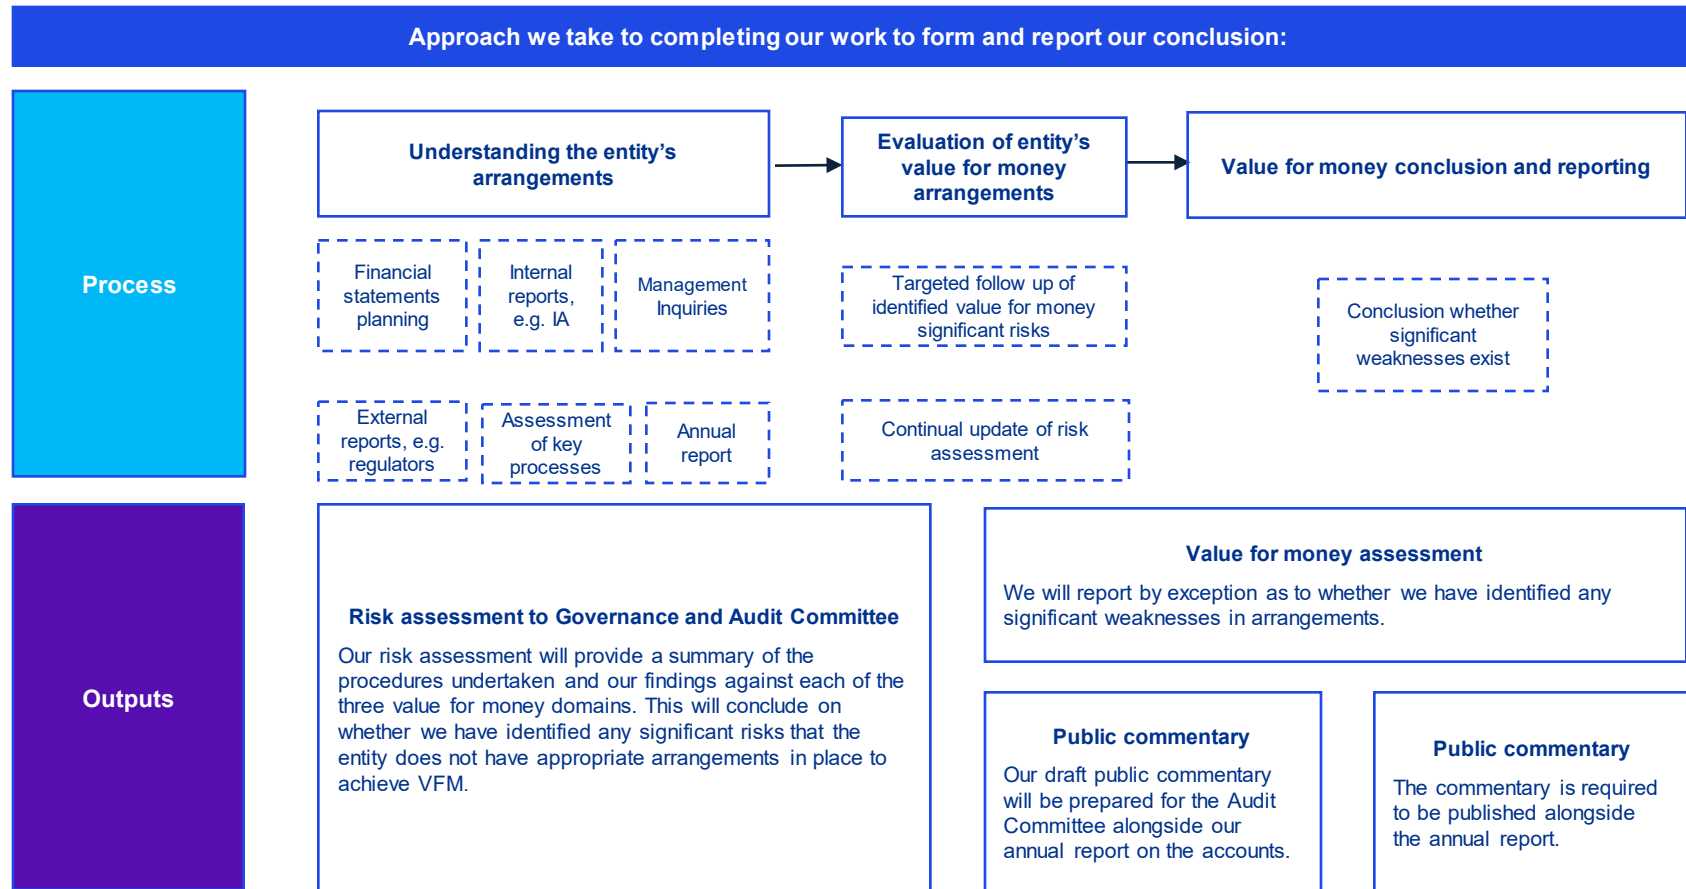 Approach we take to completing our work to form and report our conclusion:
Process
Understanding the entity's
arrangements
Evaluation of entity's
value for money
arrangements
Value for money conclusion and reporting
Financial
statements
planning
Internal
reports,
e.g. IA
Management
Inquiries
Targeted follow up of
identified value for money
significant risks
Conclusion whether
significant
weaknesses exist
External
reports, e.g.
regulators
Assessment
of key
processes
Annual
report
Continual update of risk
assessment
Outputs
Risk assessment to Governance and Audit Committee
Our risk assessment will provide a summary of the
procedures undertaken and our findings against each of the
three value for money domains. This will conclude on
whether we have identified any significant risks that the
entity does not have appropriate arrangements in place to
achieve VFM.
Value for money assessment
We will report by exception as to whether we have identified any
significant weaknesses in arrangements.
Public commentary
Our draft public commentary
will be prepared for the Audit
Committee alongside our
annual report on the accounts.
Public commentary
The commentary is required
to be published alongside
the annual report.